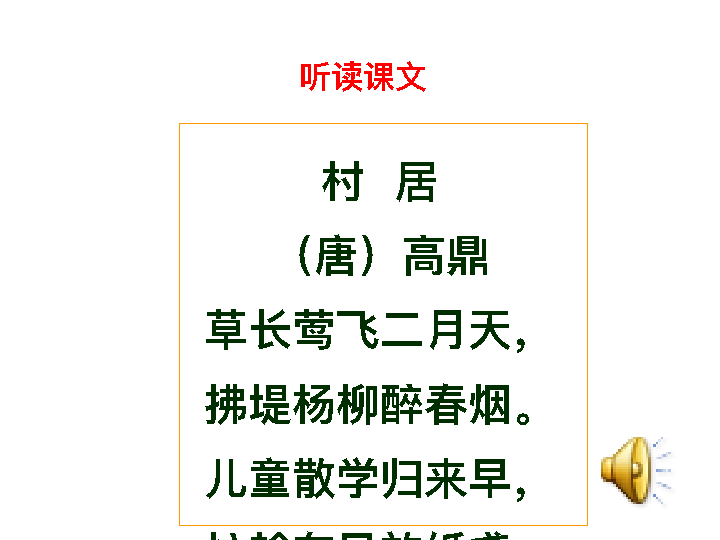 听读课文
村 居
（唐）高鼎
草长莺飞二月天，
拂堤杨柳醉春烟。
儿童散学归来早，